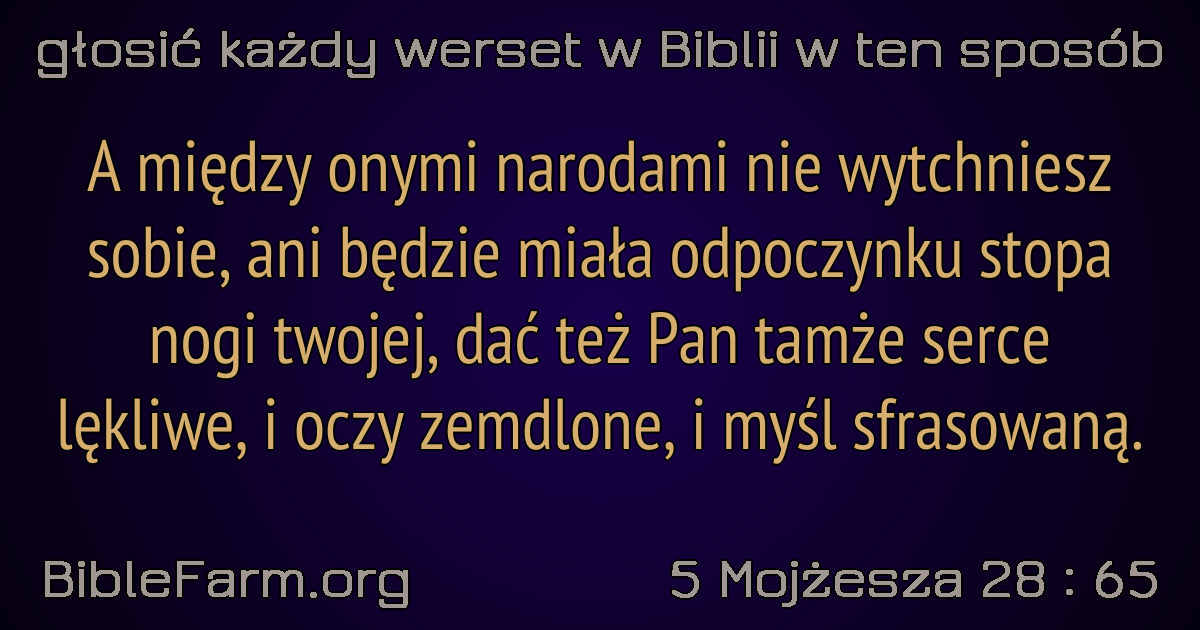 głosić każdy werset w Biblii w ten sposób
A między onymi narodami nie wytchniesz
sobie, ani będzie miała odpoczynku stopa
nogi twojej, dać też Pan tamże serce
lękliwe, i oczy zemdlone, i myśl sfrasowaną.
BibleFarm.org
5 Mojżesza 28 : 65